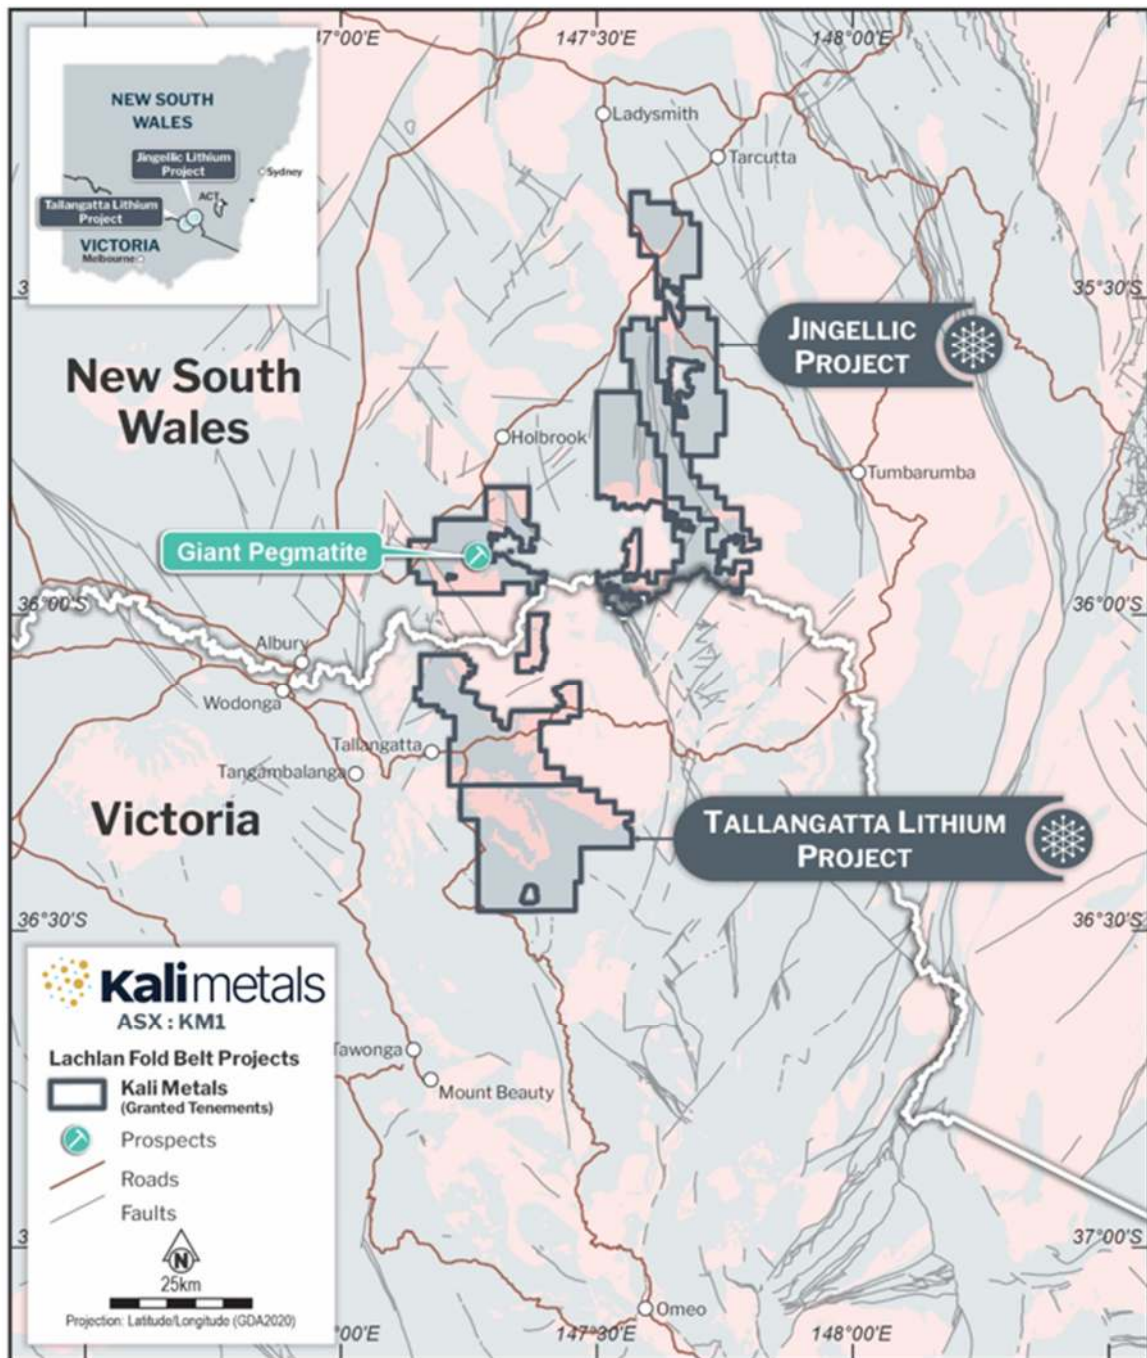 47°00'E
147°30'E
148°00'E
NEW SOUTH
WALES
Jingellic Lithium
Project
Sydney
ACT
Tallangatta Lithium
Project
VICTORIA
Melbourne
Ladysmith
Tarcutta
35°30'S
JINGELLIC
PROJECT
New South
Wales
Holbrook
Tumbarumba
Giant Pegmatite
36°00'S
36°00'S
Albury
Wodonga
Tallangatta
Tangambalanga
Victoria
TALLANGATTA LITHIUM
PROJECT
36°30'S
36°30'S
Kalimetals
ASX : KM1
Lachlan Fold Belt Projects
Kali Metals
(Granted Tenements)
Prospects
Roads
Faults
N
25km
Projection: Latitude/Longitude (GDA2020)
Tawonga
Mount Beauty
37°00'S
Omeo
°00'E
147°30'E
148°00'E